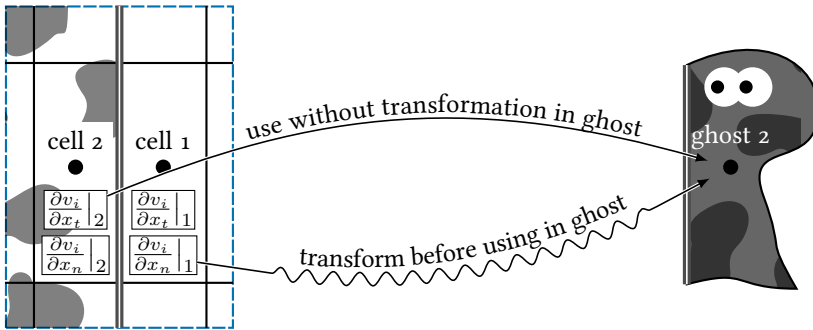 use without transformation in ghost
cell 2 cell 1
ghost 2
∂v_i/∂x_t|_2 ∂v_i/∂x_t|_1
∂v_i/∂x_n|_2 ∂v_i/∂x_n|_1
transform before using in ghost